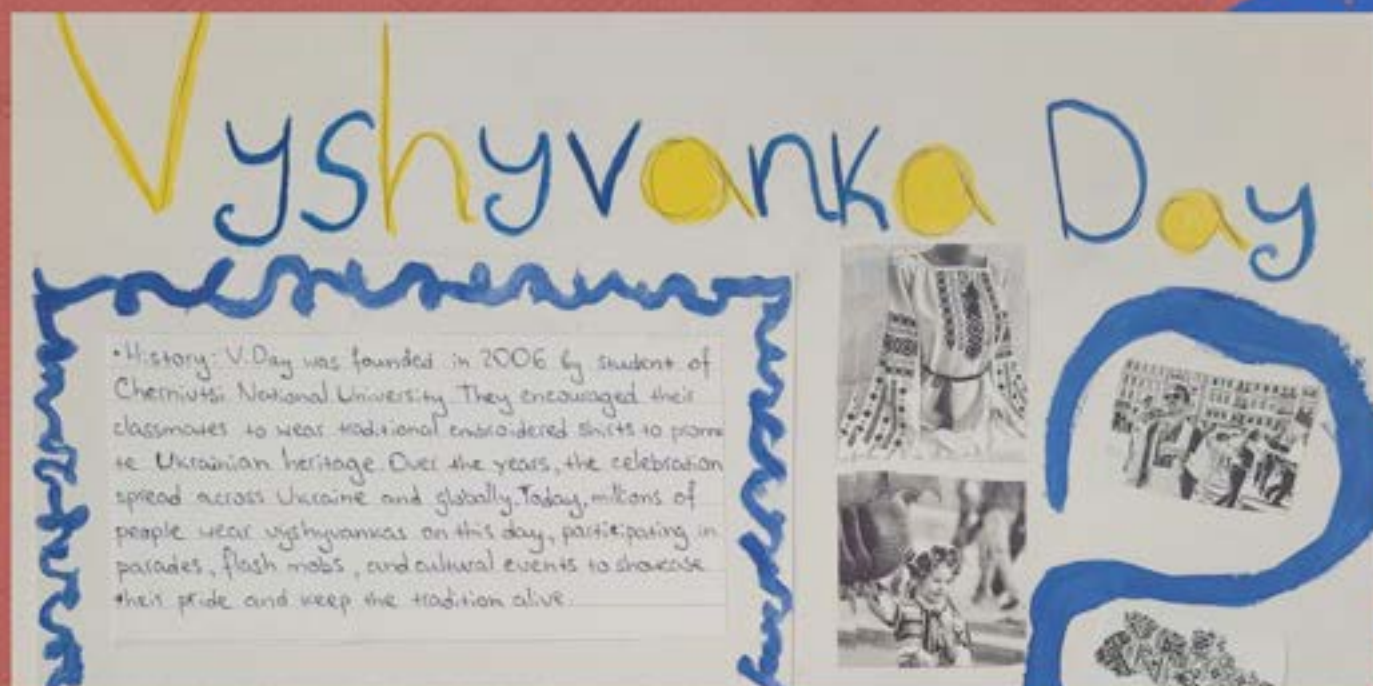 Vyshyvanka Day
• History: V.Day was founded in 2006 by student of
Chernivtsi National University. They encouraged their
classmates to wear traditional embroidered shirts to promo
te Ukrainian heritage. Over the years, the celebration
spread across Ukraine and globally. Today, millions of
people wear vyshyvankas on this day, participating in
parades, flash mobs, and cultural events to showcase
their pride and keep the tradition alive.